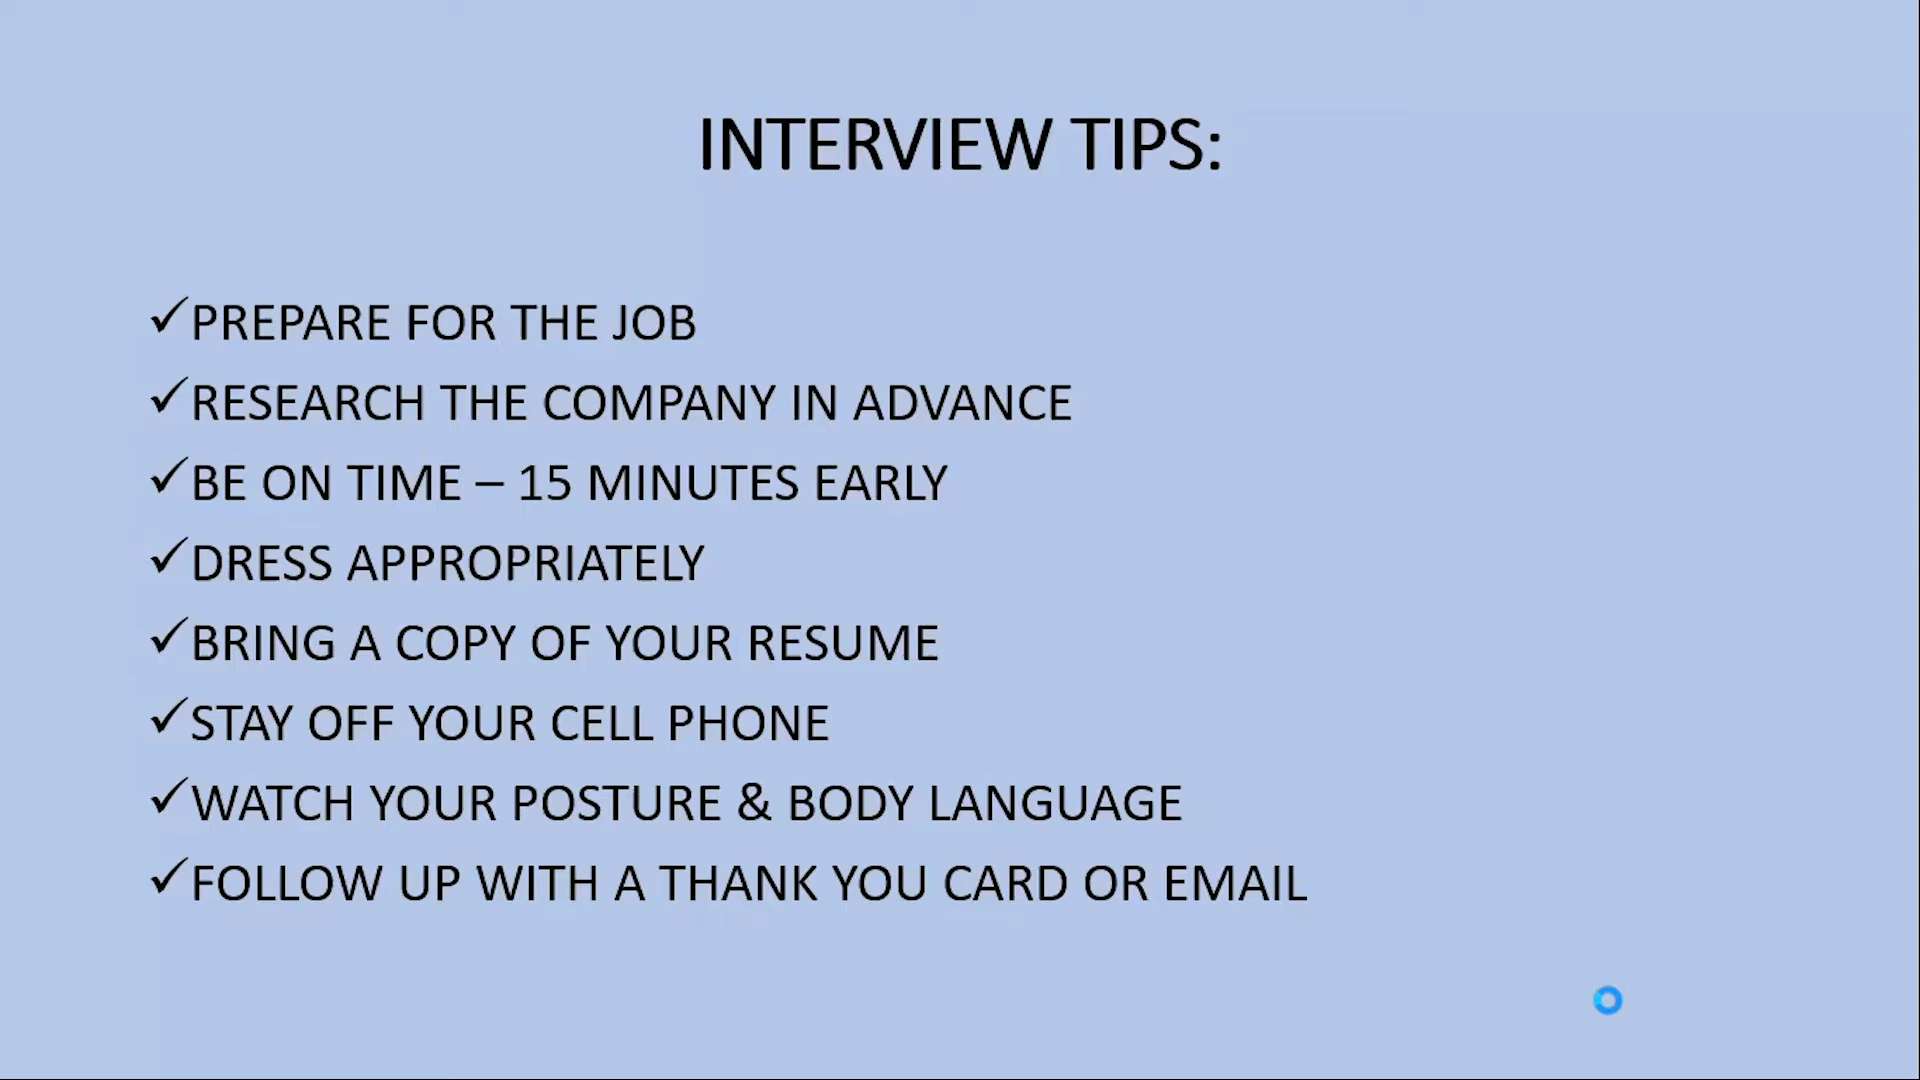 INTERVIEW TIPS:
✓PREPARE FOR THE JOB
✓RESEARCH THE COMPANY IN ADVANCE
✓BE ON TIME – 15 MINUTES EARLY
✓DRESS APPROPRIATELY
✓BRING A COPY OF YOUR RESUME
✓STAY OFF YOUR CELL PHONE
✓WATCH YOUR POSTURE & BODY LANGUAGE
✓FOLLOW UP WITH A THANK YOU CARD OR EMAIL